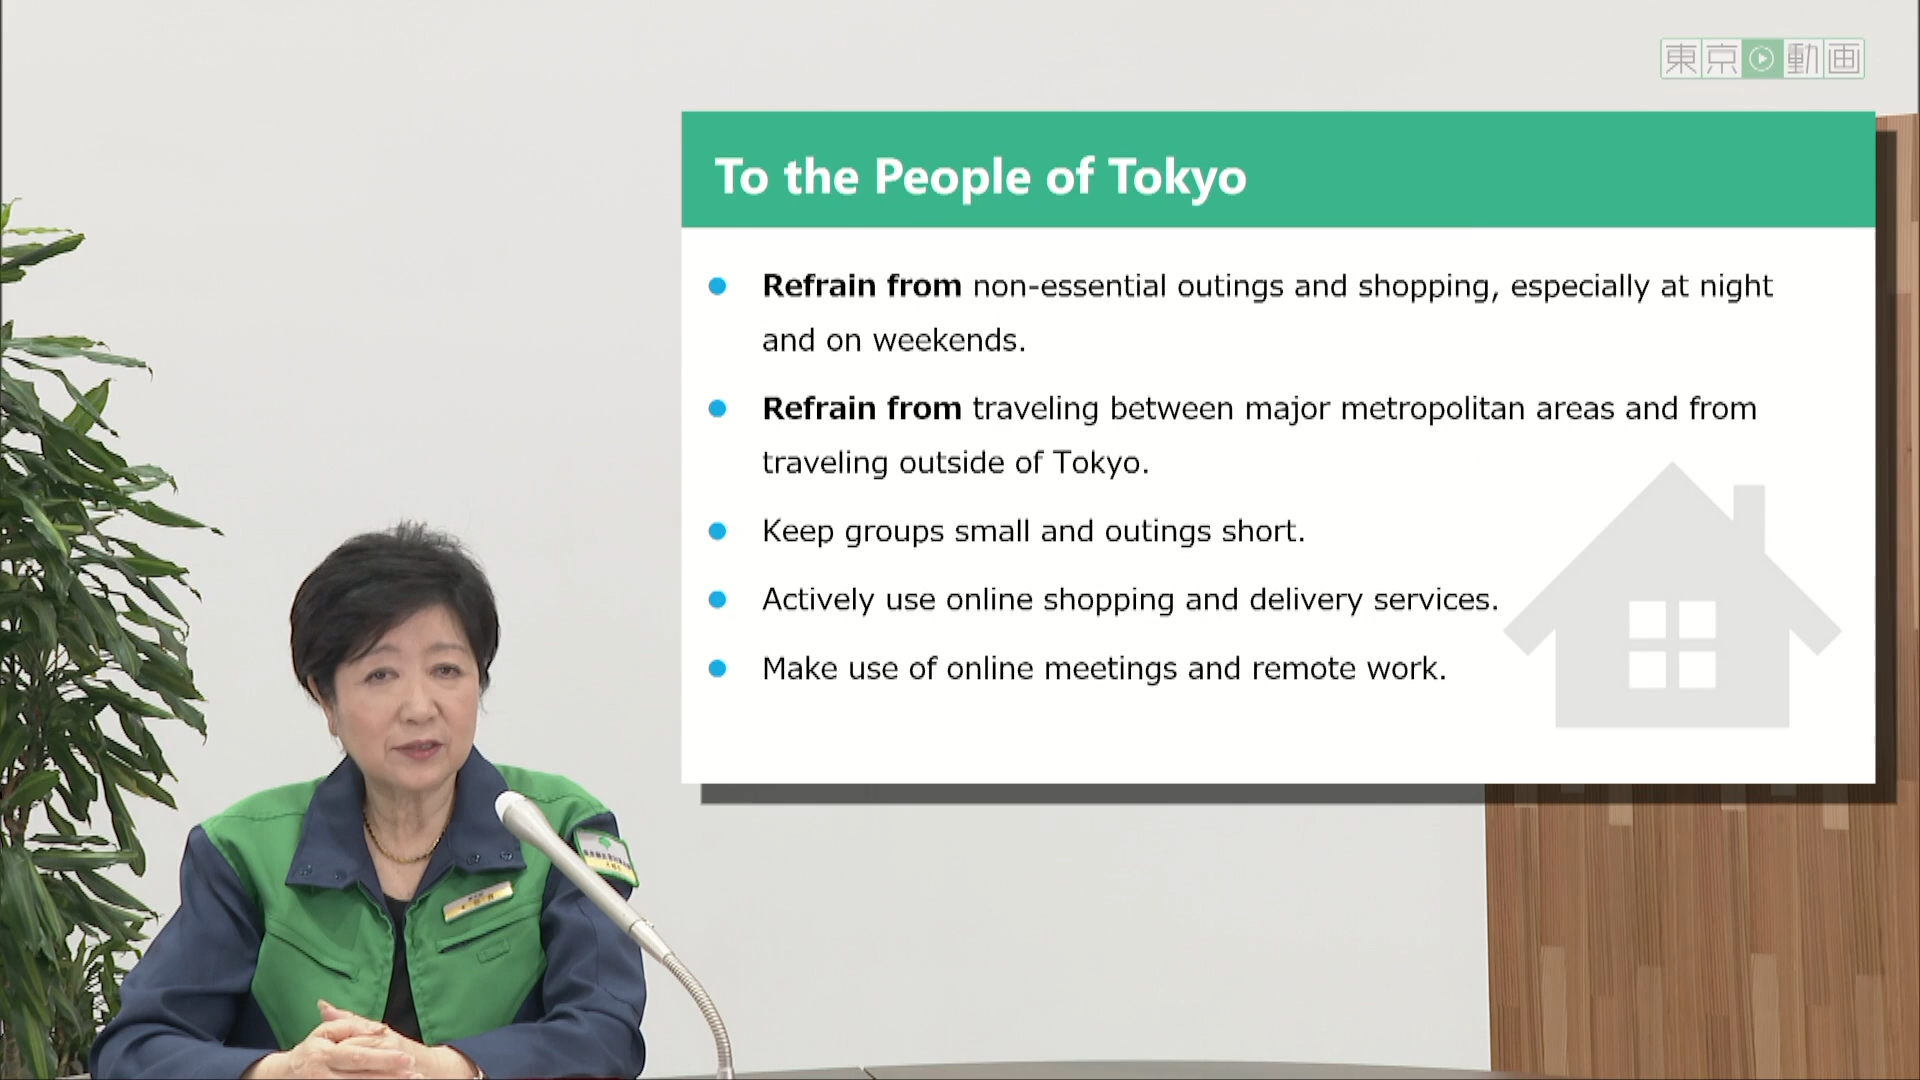 東京動画
To the People of Tokyo
Refrain from non-essential outings and shopping, especially at night
and on weekends.
Refrain from traveling between major metropolitan areas and from
traveling outside of Tokyo.
Keep groups small and outings short.
Actively use online shopping and delivery services.
Make use of online meetings and remote work.